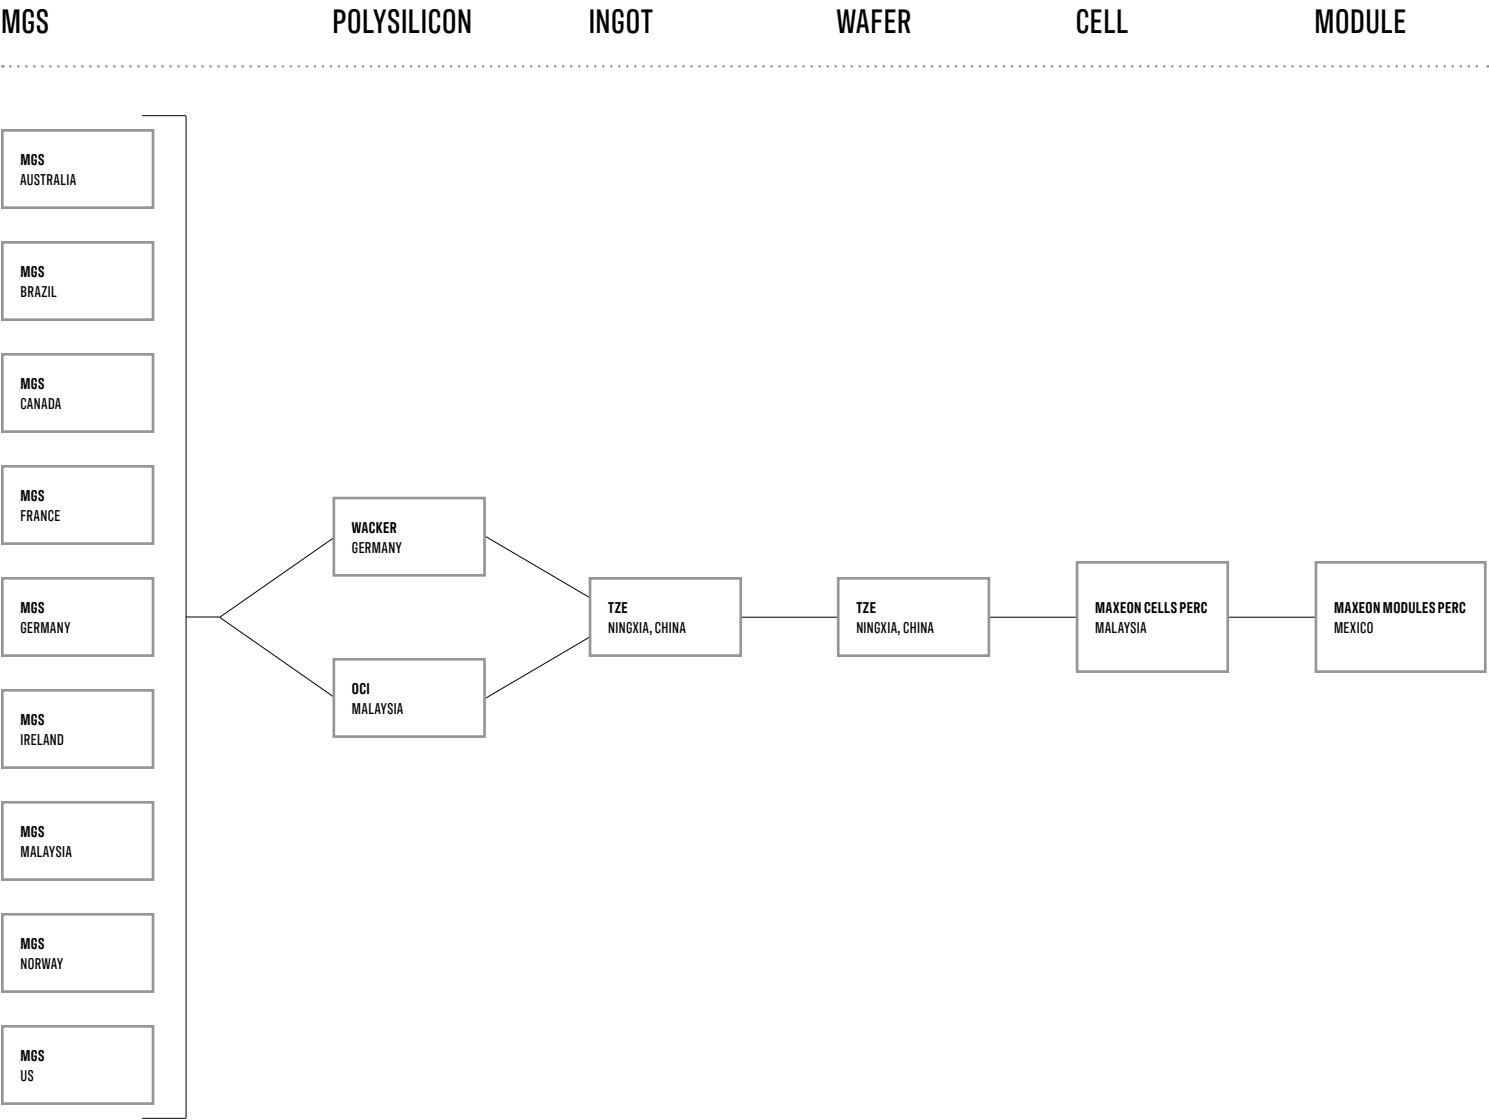 MGS
POLYSILICON
INGOT
WAFER
CELL
MODULE
MGS
AUSTRALIA
MGS
BRAZIL
MGS
CANADA
MGS
FRANCE
MGS
GERMANY
MGS
IRELAND
MGS
MALAYSIA
MGS
NORWAY
MGS
US
WACKER
GERMANY
OCI
MALAYSIA
TZE
NINGXIA, CHINA
TZE
NINGXIA, CHINA
MAXEON CELLS PERC
MALAYSIA
MAXEON MODULES PERC
MEXICO